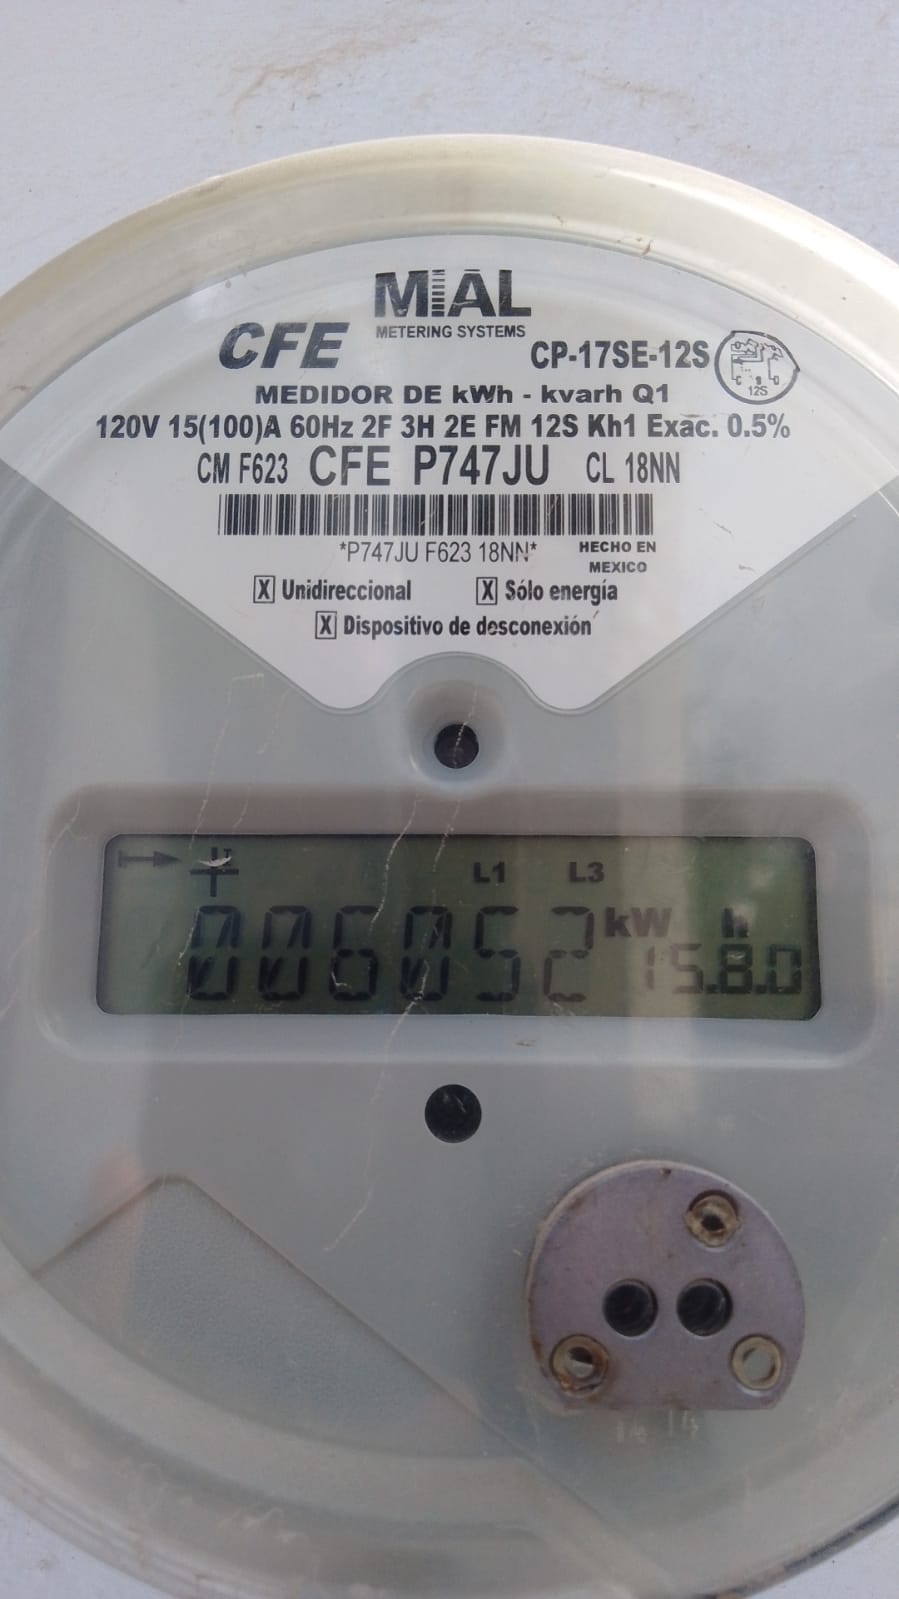 MIAL
METERING SYSTEMS
CFE
CP-17SE-12S
12S
MEDIDOR DE kWh - kvarh Q1
120V 15(100)A 60Hz 2F 3H 2E FM 12S Kh1 Exac. 0.5%
CM F623 CFE P747JU CL 18NN
*P747JU F623 18NN*
HECHO EN
MEXICO
X Unidireccional X Sólo energía
X Dispositivo de desconexión
L1 L3
006052 kW h
15.8.0